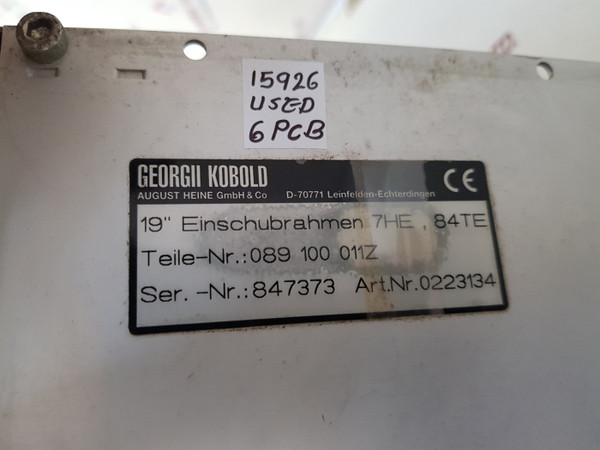 15926
USED
6 PCB
GEORGII KOBOLD
AUGUST HEINE GmbH & Co D-70771 Leinfelden-Echterdingen CE
19" Einschubrahmen 7HE , 84TE
Teile-Nr.:089 100 011Z
Ser. -Nr.:847373 Art.Nr.0223134